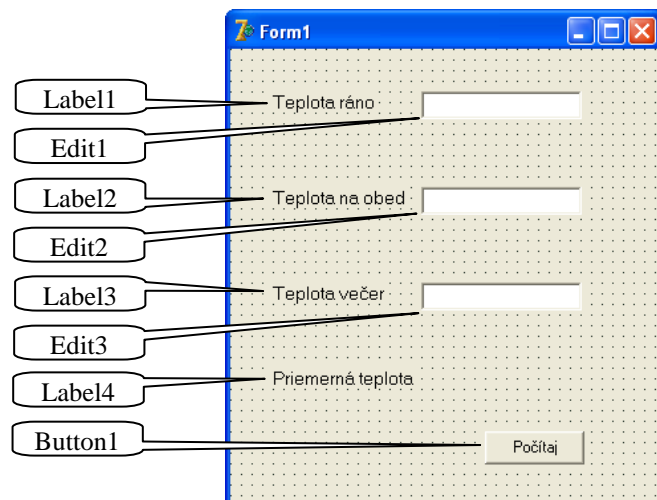 Form1
Label1
Teplota ráno
Edit1
Label2
Teplota na obed
Edit2
Label3
Teplota večer
Edit3
Label4
Priemerná teplota
Button1
Počítaj